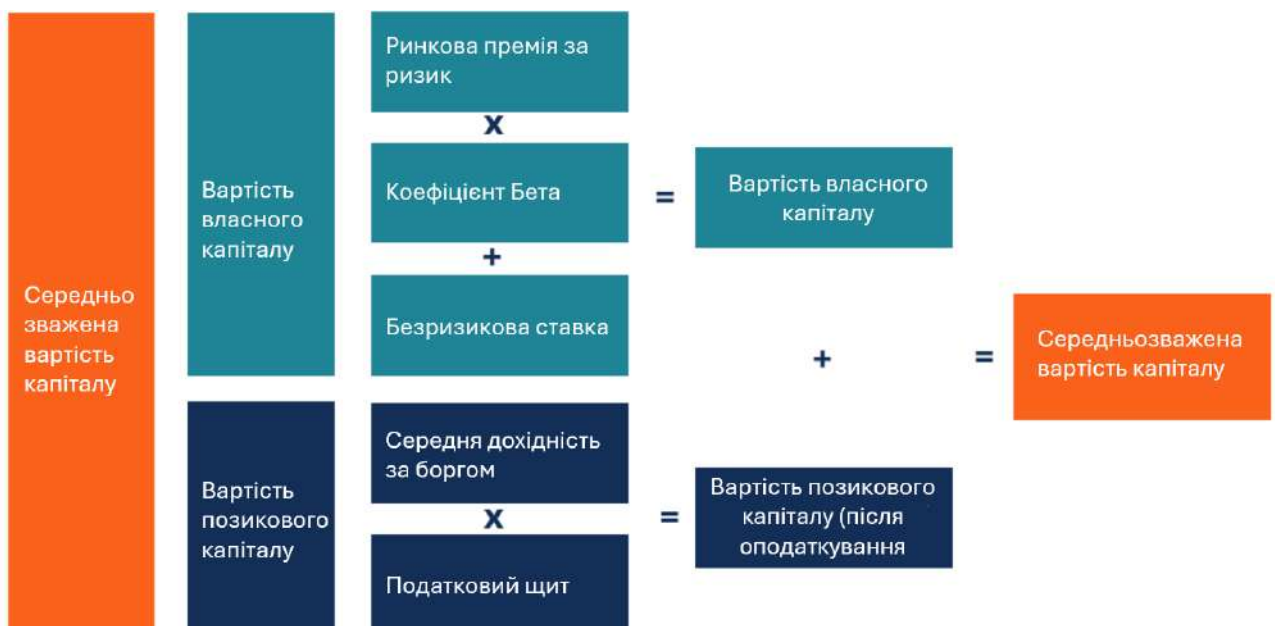 Середньо
зважена
вартість
капіталу
Вартість
власного
капіталу
Ринкова премія за
ризик
x
Коефіцієнт Бета
+
Безризикова ставка
=
Вартість власного
капіталу
Вартість
позикового
капіталу
Середня дохідність
за боргом
x
Податковий щит
=
Вартість позикового
капіталу (після
оподаткування
+
=
Середньозважена
вартість капіталу